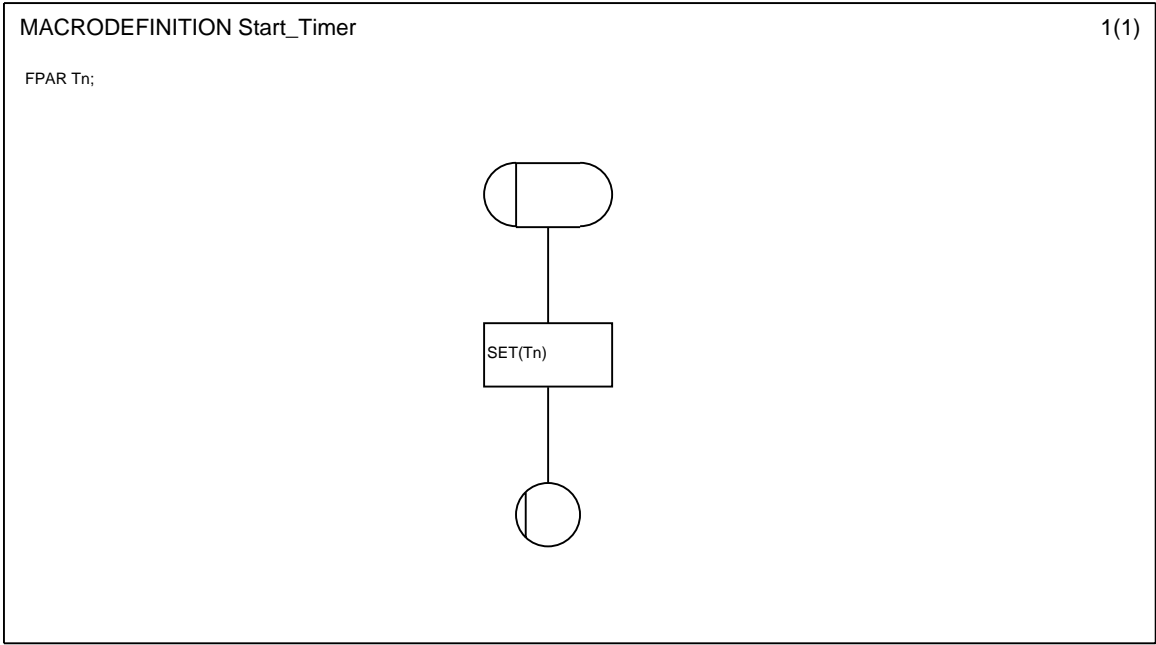 MACRODEFINITION Start_Timer 1(1)
FPAR Tn;
SET(Tn)